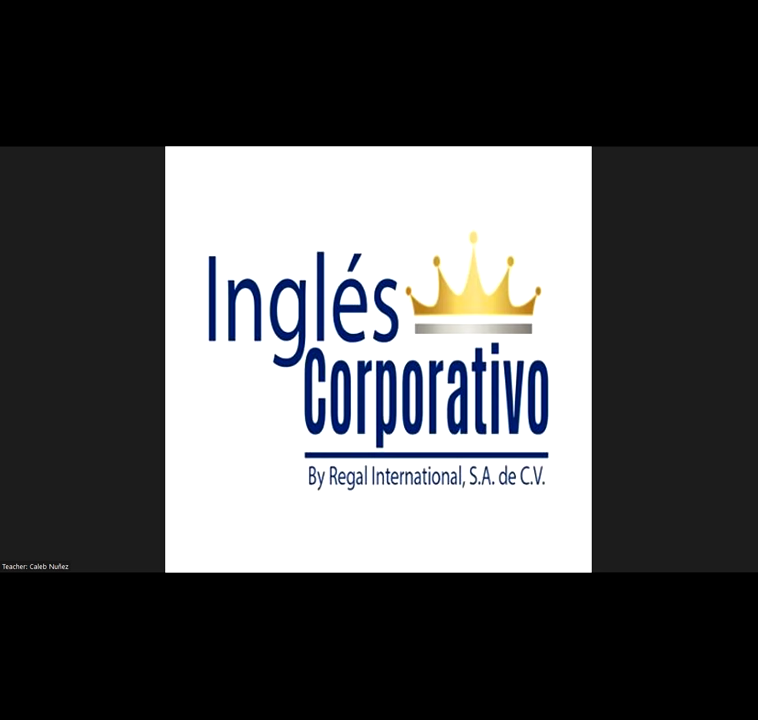 Inglés
Corporativo
By Regal International, S.A. de C.V.
Teacher: Caleb Nuñez